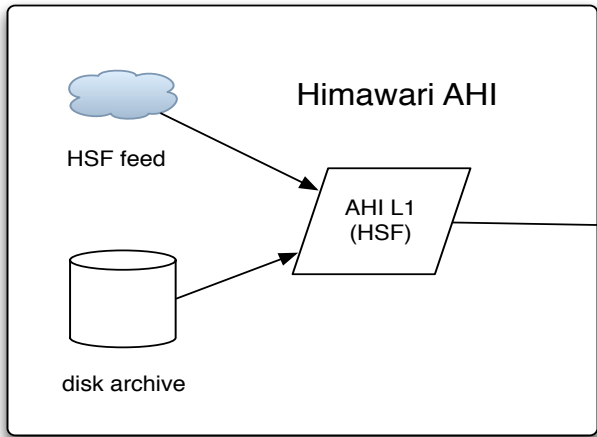 Himawari AHI
HSF feed
AHI L1
(HSF)
disk archive